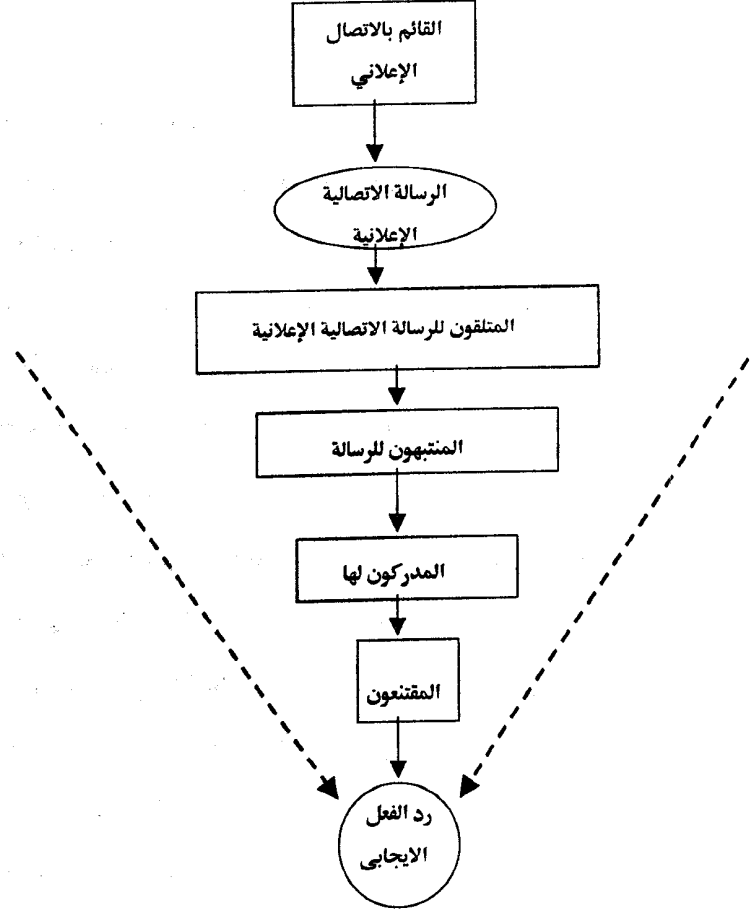 القائم بالاتصال
الإعلاني
الرسالة الاتصالية
الإعلانية
المتلقون للرسالة الاتصالية الإعلانية
المنتبهون للرسالة
المدركون لها
المقتنعون
رد الفعل
الايجابى